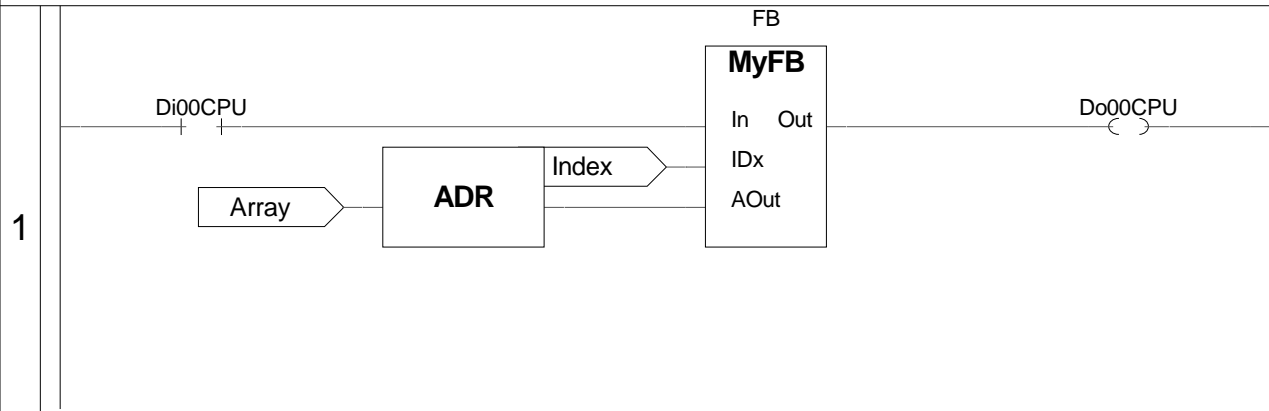 FB
MyFB
Di00CPU
In Out
Do00CPU
Index
IDx
Array
ADR
AOut
1